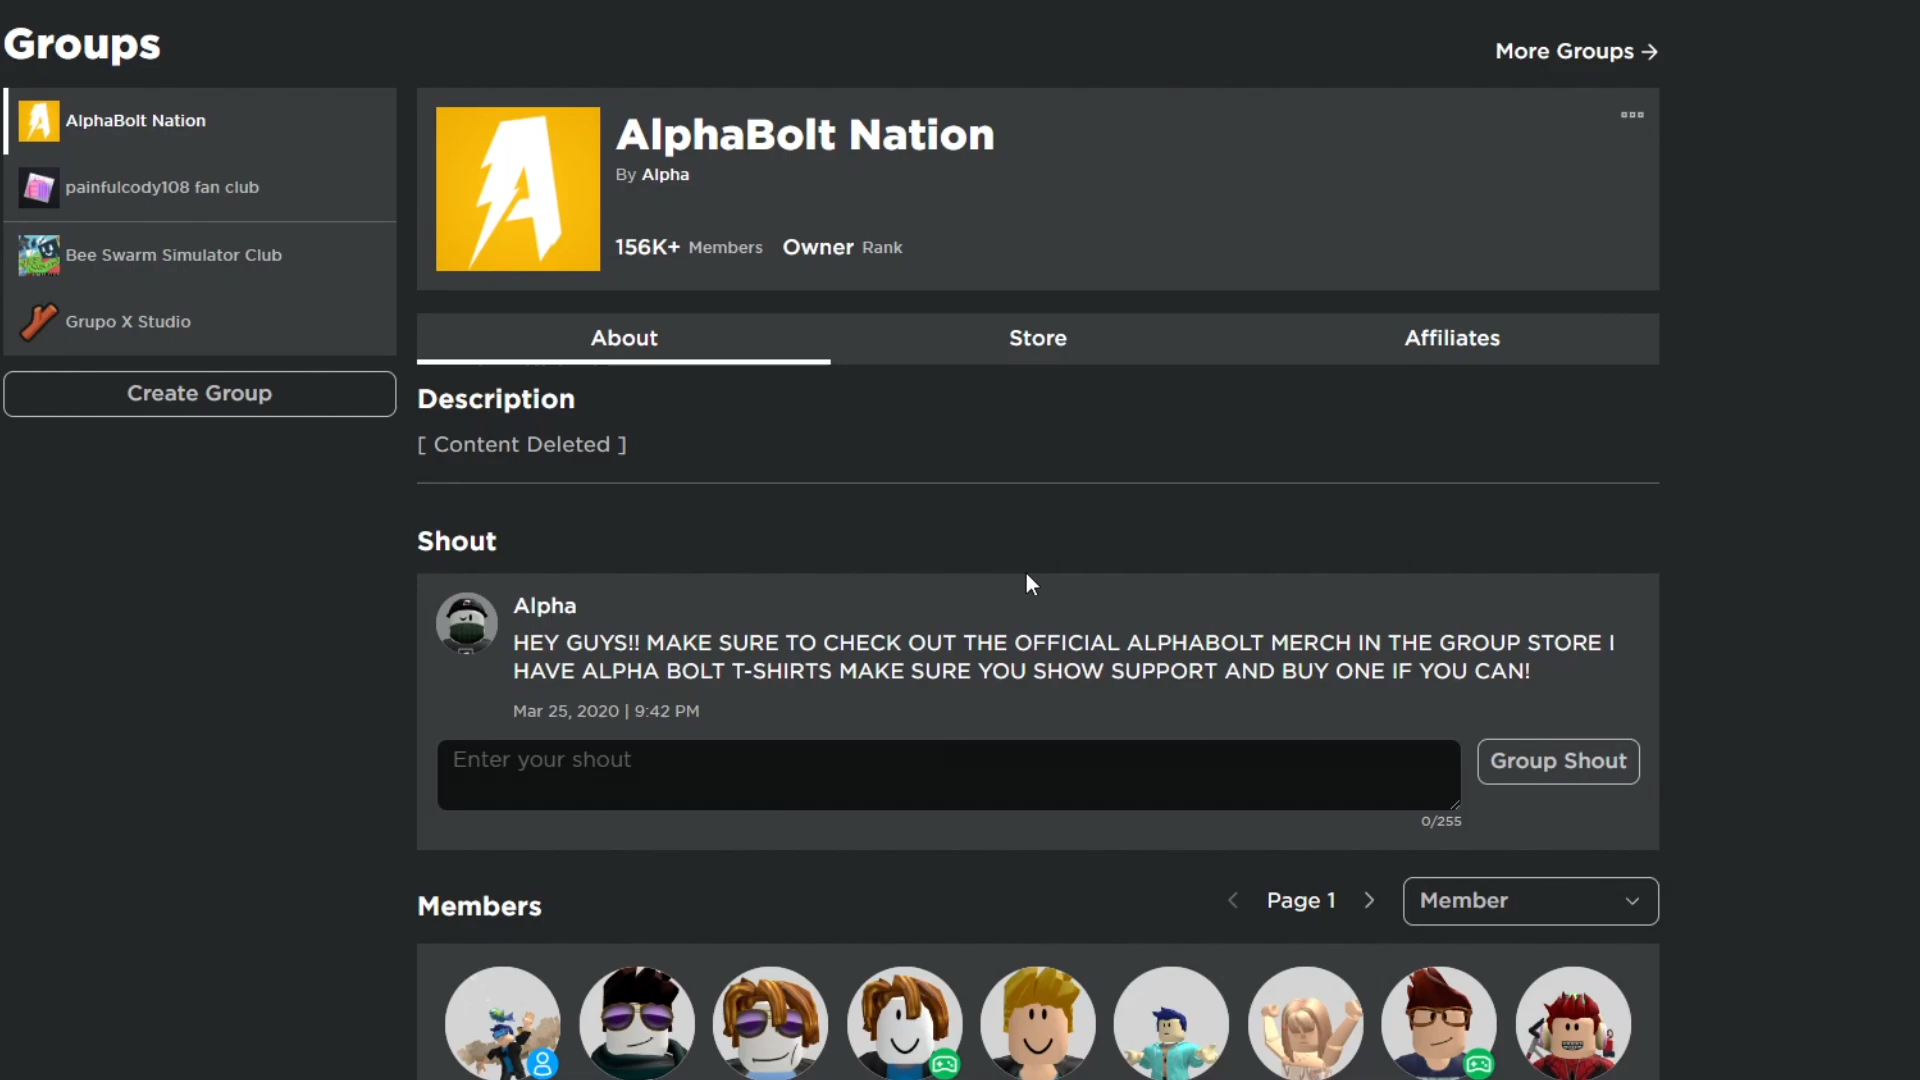 Groups
More Groups →
AlphaBolt Nation
painfulcody108 fan club
Bee Swarm Simulator Club
Grupo X Studio
Create Group
A
AlphaBolt Nation
By Alpha
156K+ Members Owner Rank
About Store Affiliates
Description
[ Content Deleted ]
Shout
Alpha
HEY GUYS!! MAKE SURE TO CHECK OUT THE OFFICIAL ALPHABOLT MERCH IN THE GROUP STORE I
HAVE ALPHA BOLT T-SHIRTS MAKE SURE YOU SHOW SUPPORT AND BUY ONE IF YOU CAN!
Mar 25, 2020 | 9:42 PM
Enter your shout
Group Shout
0/255
Members
Page 1
Member